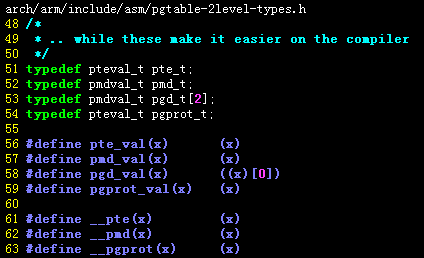 arch/arm/include/asm/pgtable-2level-types.h
48 /*
49  * .. while these make it easier on the compiler
50  */
51 typedef pteval_t pte_t;
52 typedef pmdval_t pmd_t;
53 typedef pmdval_t pgd_t[2];
54 typedef pteval_t pgprot_t;
55
56 #define pte_val(x)      (x)
57 #define pmd_val(x)      (x)
58 #define pgd_val(x)      ((x)[0])
59 #define pgprot_val(x)   (x)
60
61 #define __pte(x)        (x)
62 #define __pmd(x)        (x)
63 #define __pgprot(x)     (x)